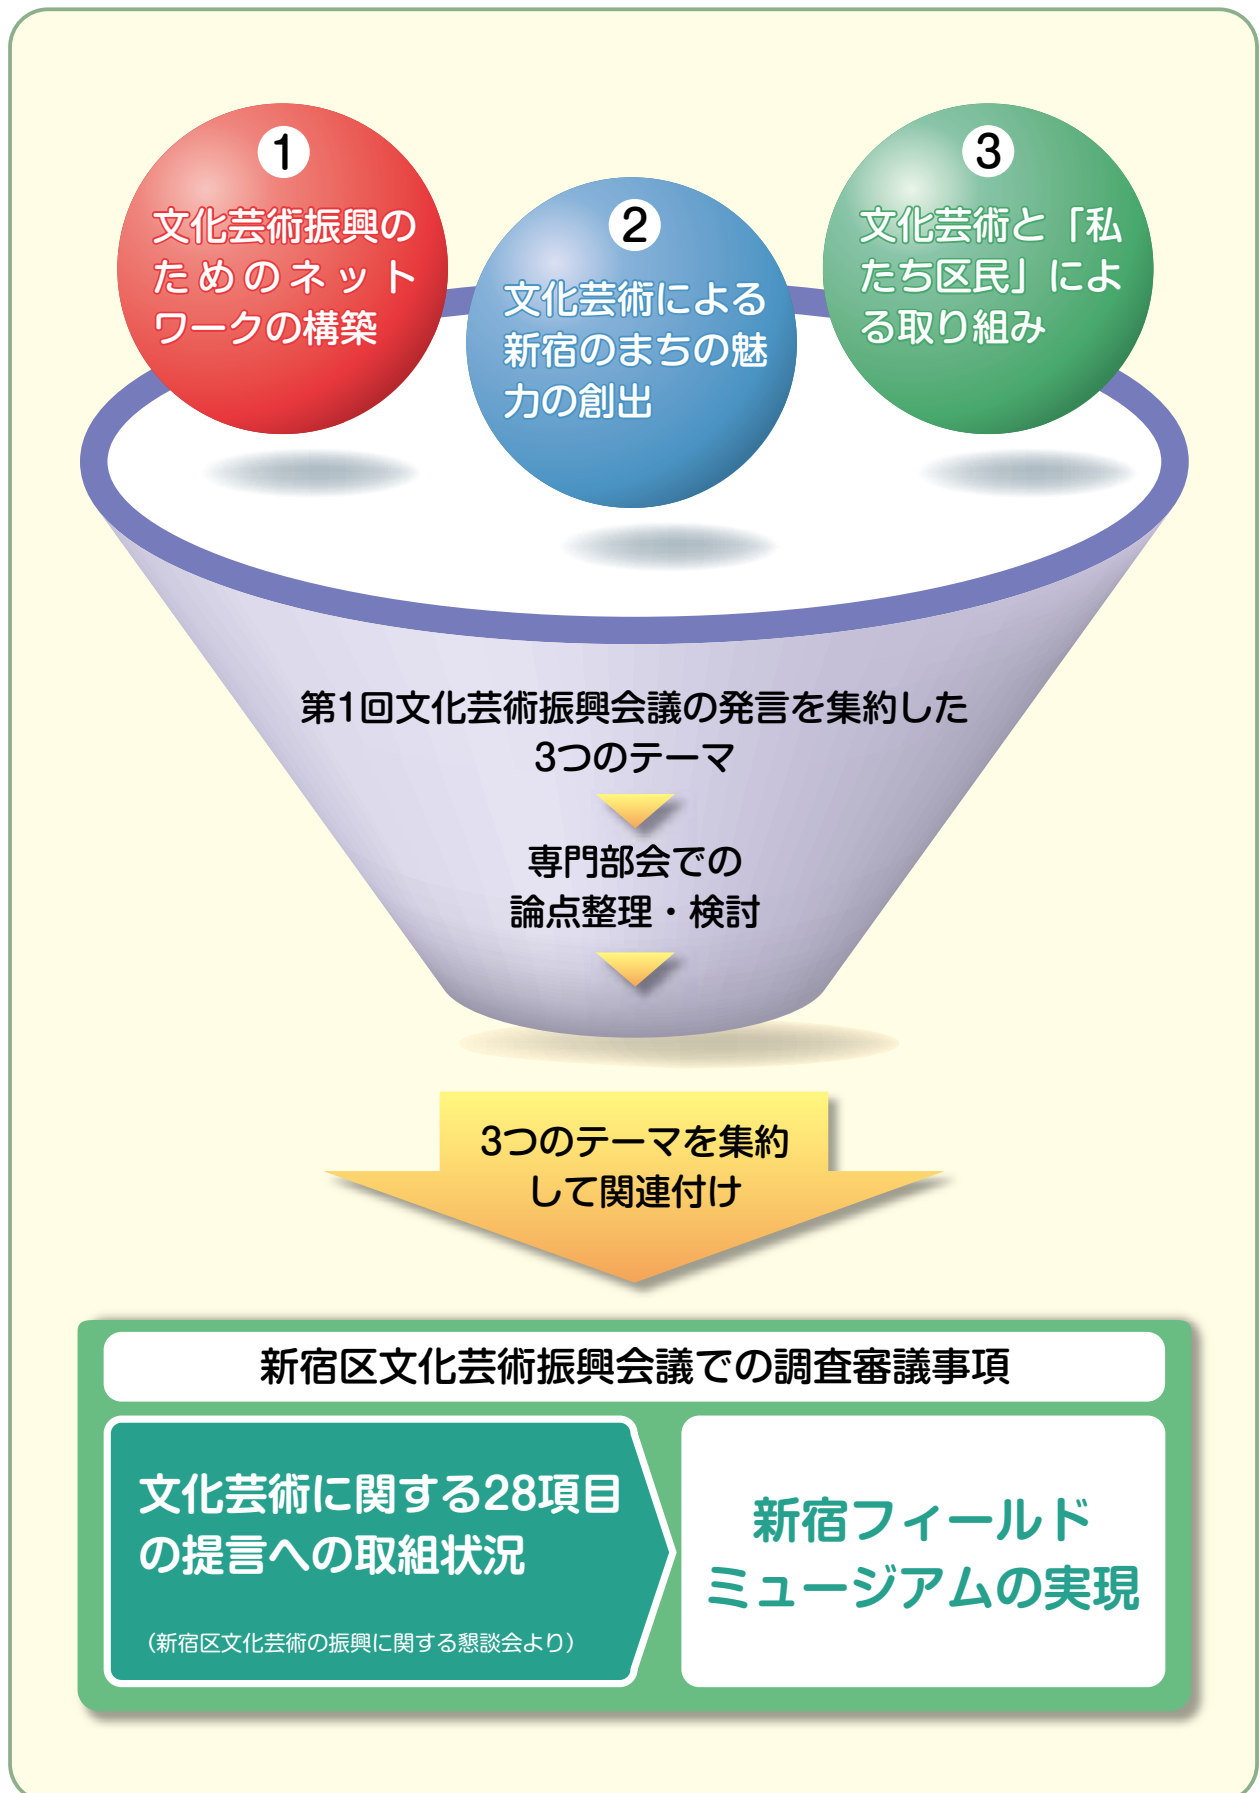 1
文化芸術振興の
ためのネット
ワークの構築
2
文化芸術による
新宿のまちの魅
力の創出
3
文化芸術と「私
たち区民」によ
る取り組み
第1回文化芸術振興会議の発言を集約した
3つのテーマ
専門部会での
論点整理・検討
3つのテーマを集約
して関連付け
新宿区文化芸術振興会議での調査審議事項
文化芸術に関する28項目
の提言への取組状況
（新宿区文化芸術の振興に関する懇談会より）
新宿フィールド
ミュージアムの実現